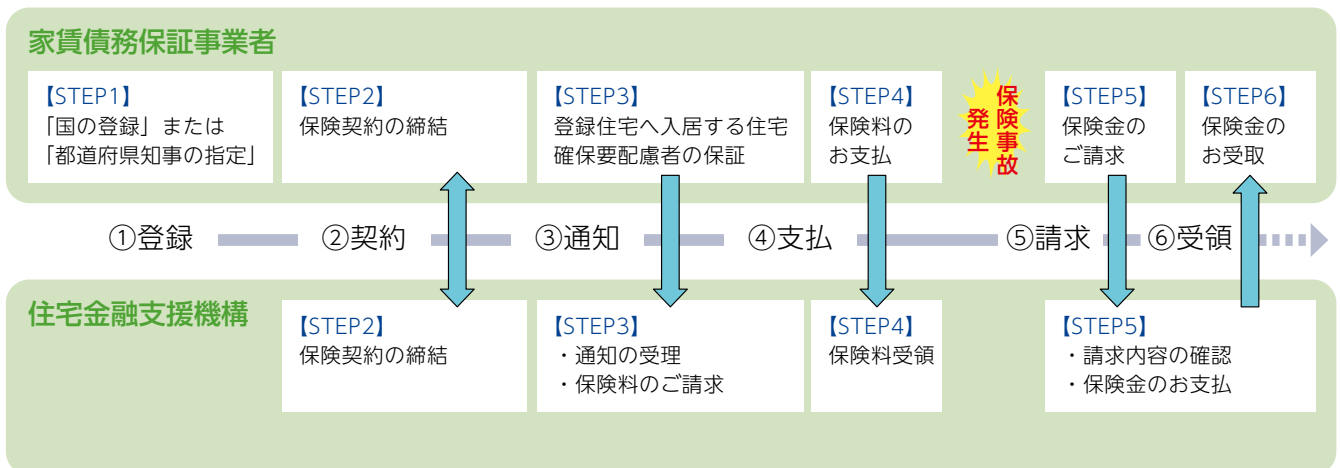 家賃債務保証事業者
【STEP1】
「国の登録」または
「都道府県知事の指定」
【STEP2】
保険契約の締結
【STEP3】
登録住宅へ入居する住宅
確保要配慮者の保証
【STEP4】
保険料の
お支払
保険事故
発生
【STEP5】
保険金の
ご請求
【STEP6】
保険金の
お受取
①登録
②契約
③通知
④支払
⑤請求
⑥受領
住宅金融支援機構
【STEP2】
保険契約の締結
【STEP3】
・通知の受理
・保険料のご請求
【STEP4】
保険料受領
【STEP5】
・請求内容の確認
・保険金のお支払